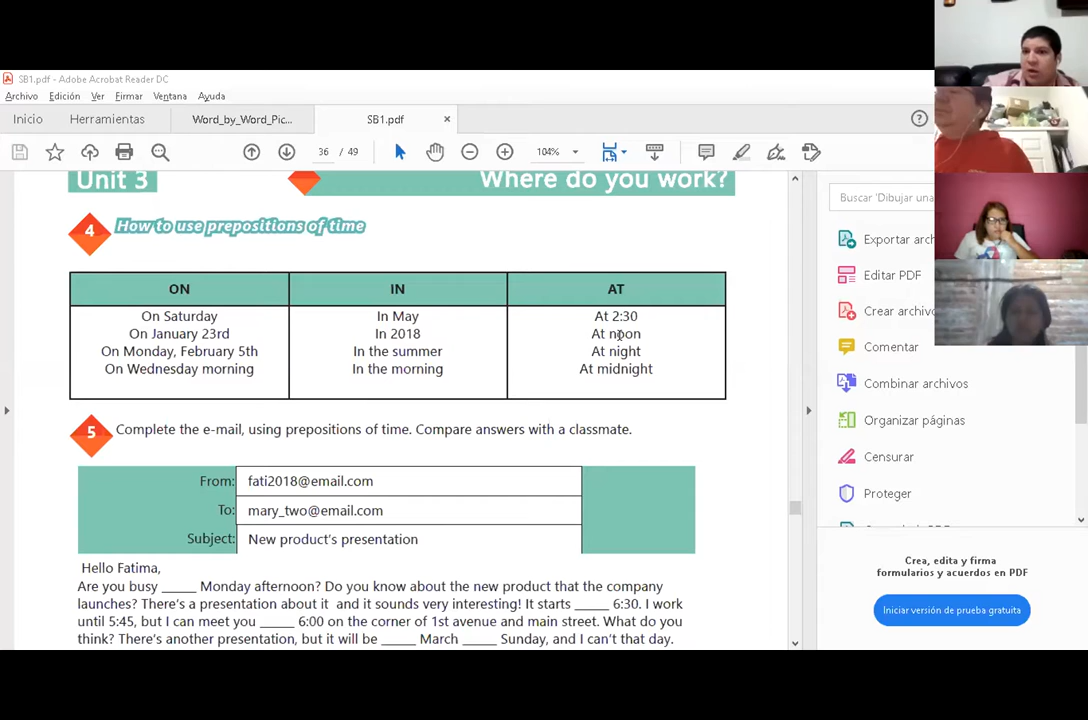 SB1.pdf - Adobe Acrobat Reader DC
Archivo Edición Ver Firmar Ventana Ayuda
Inicio Herramientas Word_by_Word_Pic... SB1.pdf ×
36 / 49 104%
Unit 3 Where do you work?
4 How to use prepositions of time
ON IN AT
On Saturday In May At 2:30
On January 23rd In 2018 At noon
On Monday, February 5th In the summer At night
On Wednesday morning In the morning At midnight
5 Complete the e-mail, using prepositions of time. Compare answers with a classmate.
From: fati2018@email.com
To: mary_two@email.com
Subject: New product's presentation
Hello Fatima,
Are you busy _____ Monday afternoon? Do you know about the new product that the company
launches? There's a presentation about it and it sounds very interesting! It starts _____ 6:30. I work
until 5:45, but I can meet you _____ 6:00 on the corner of 1st avenue and main street. What do you
think? There's another presentation, but it will be _____ March _____ Sunday, and I can't that day.
Buscar 'Dibujar una
Exportar arch
Editar PDF
Crear archivo
Comentar
Combinar archivos
Organizar páginas
Censurar
Proteger
Crea, edita y firma
formularios y acuerdos en PDF
Iniciar versión de prueba gratuita